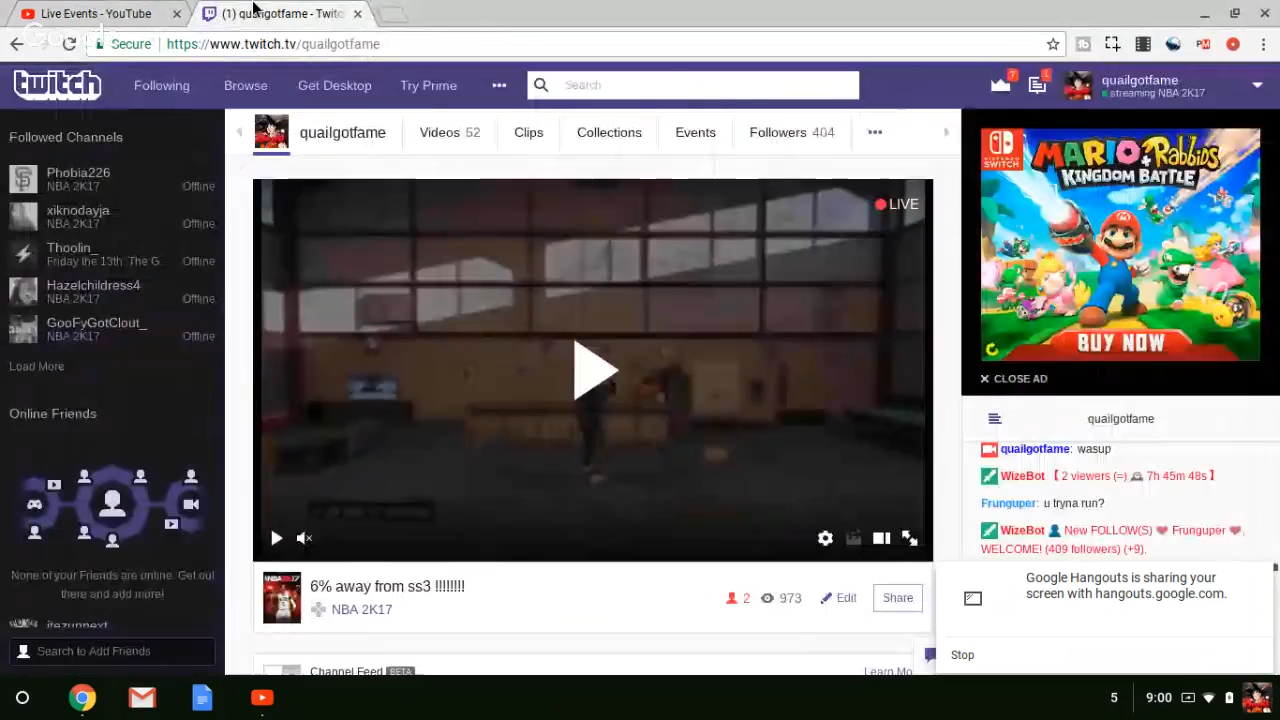 Live Events - YouTube
(1) quailgotfame - Twitc
Google
Secure
https://www.twitch.tv/quailgotfame
twitch
Following
Browse
Get Desktop
Try Prime
Search
7
1
quailgotfame
streaming NBA 2K17
Followed Channels
Phobia226
NBA 2K17
Offline
xiknodayja
NBA 2K17
Offline
Thoolin_
Friday the 13th: The G.
Offline
Hazelchildress4
NBA 2K17
Offline
GooFyGotClout_
NBA 2K17
Offline
Load More
Online Friends
None of your Friends are online. Get out
there and add more!
itezunnext
Search to Add Friends
quailgotfame
Videos 52
Clips
Collections
Events
Followers 404
LIVE
6% away from ss3 !!!!!!!!
NBA 2K17
2
973
Edit
Share
Channel Feed BETA
Learn Mo
NINTENDO
SWITCH
MARIO + Rabbids
KINGDOM BATTLE
BUY NOW
CLOSE AD
quailgotfame
quailgotfame: wasup
WizeBot 【 2 viewers (=) 7h 45m 48s 】
Frunguper: u tryna run?
WizeBot New FOLLOW(S) Frunguper ,
WELCOME! (409 followers) (+9).
Google Hangouts is sharing your
screen with hangouts.google.com.
Stop
5
9:00